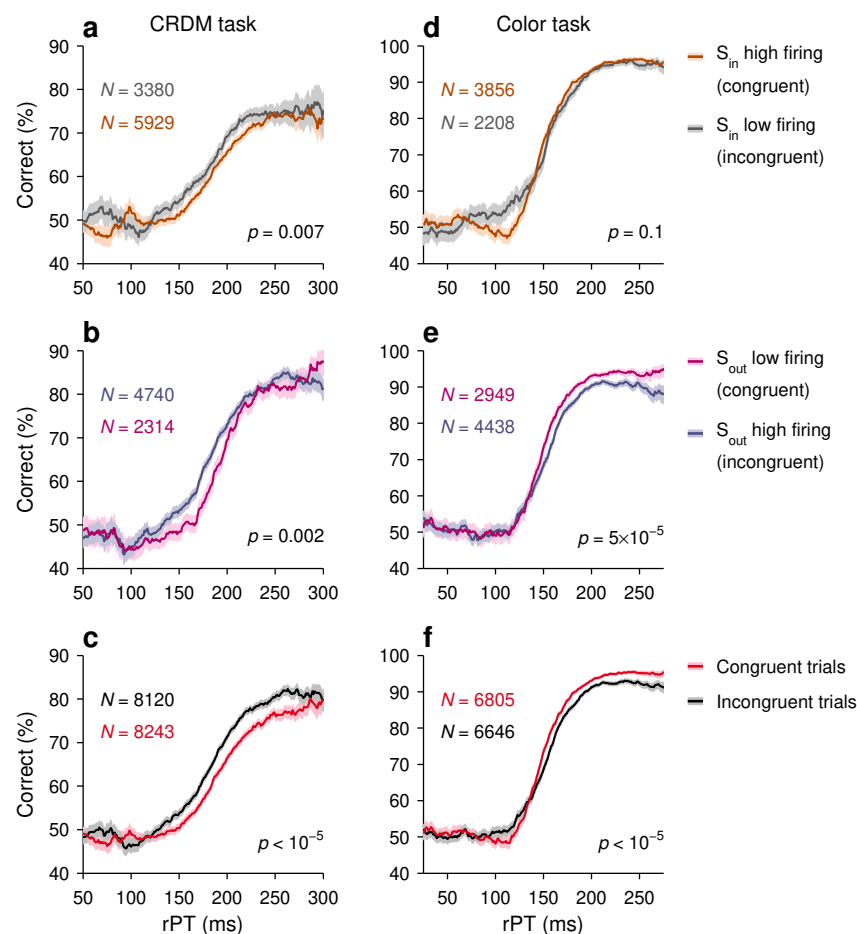 a
CRDM task
90
80
70
60
50
40
Correct (%)
N = 3380
N = 5929
p = 0.007
50 100 150 200 250 300
d
Color task
100
90
80
70
60
50
40
N = 3856
N = 2208
p = 0.1
50 100 150 200 250
S_in high firing
(congruent)
S_in low firing
(incongruent)
b
90
80
70
60
50
40
Correct (%)
N = 4740
N = 2314
p = 0.002
50 100 150 200 250 300
e
100
90
80
70
60
50
40
N = 2949
N = 4438
p = 5×10⁻⁵
50 100 150 200 250
S_out low firing
(congruent)
S_out high firing
(incongruent)
c
90
80
70
60
50
40
Correct (%)
N = 8120
N = 8243
p < 10⁻⁵
50 100 150 200 250 300
rPT (ms)
f
100
90
80
70
60
50
40
N = 6805
N = 6646
p < 10⁻⁵
50 100 150 200 250
rPT (ms)
Congruent trials
Incongruent trials